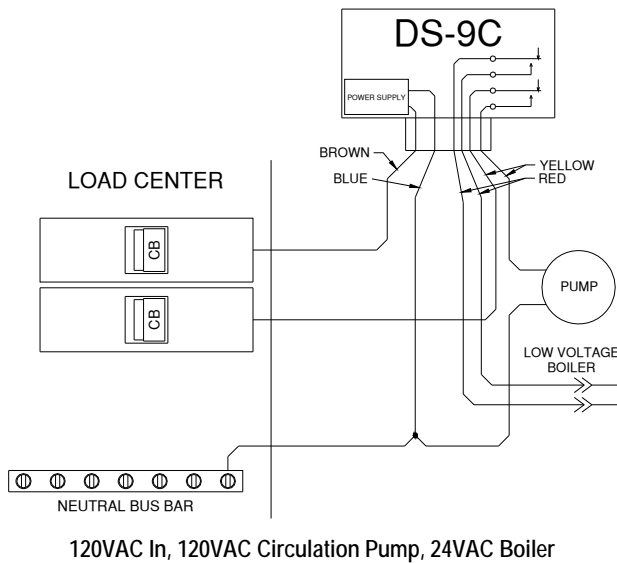 DS-9C
POWER SUPPLY
BROWN
BLUE
YELLOW
RED
LOAD CENTER
CB
CB
PUMP
LOW VOLTAGE
BOILER
NEUTRAL BUS BAR
120VAC In, 120VAC Circulation Pump, 24VAC Boiler